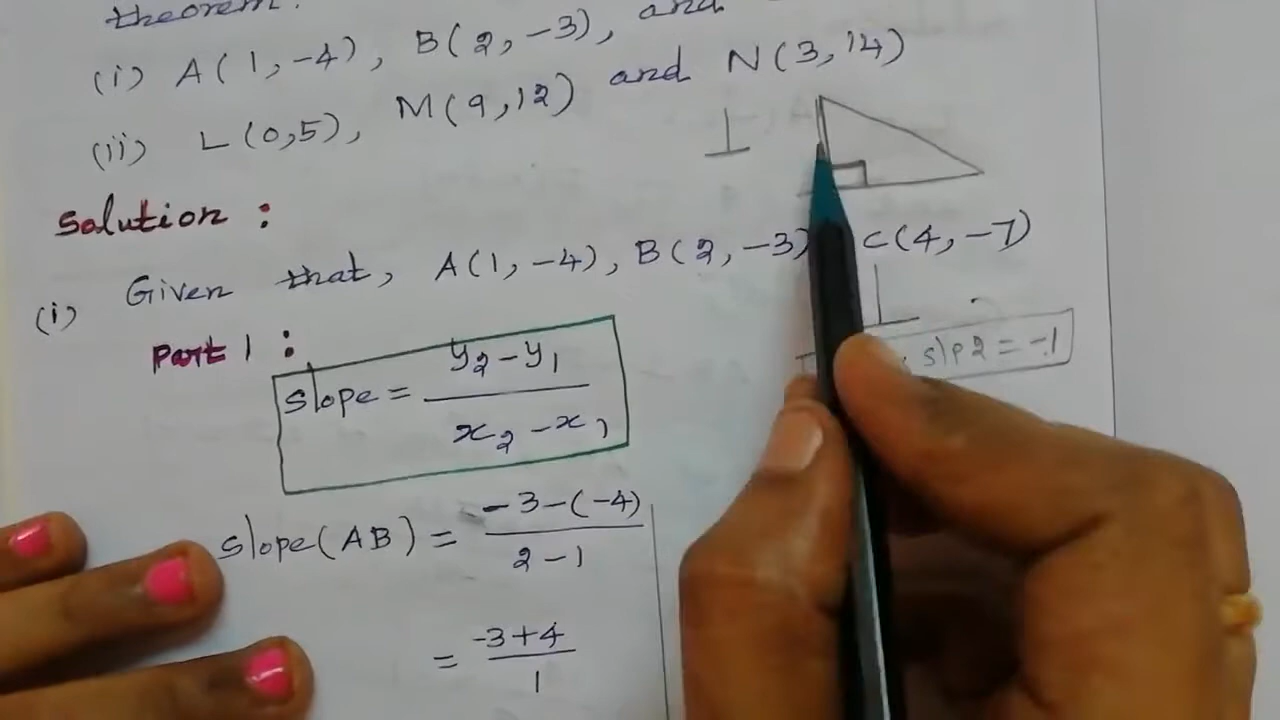 theorem.
(i) A(1,-4), B(2,-3), and
(ii) L(0,5), M(9,12) and N(3,14)
Solution :
(i) Given that, A(1,-4), B(2,-3) C(4,-7)
Part 1 :
slope = y₂-y₁ / x₂-x₁
slp2 = -1
slope(AB) = -3-(-4) / 2-1
= -3+4 / 1